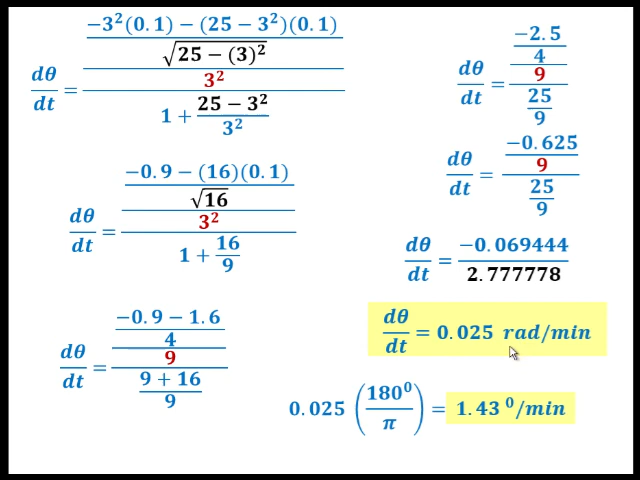 dθ/dt = (((−3²(0.1) − (25 − 3²)(0.1))/√(25 − (3)²))/3²)/(1 + (25 − 3²)/3²)
dθ/dt = (((−0.9 − (16)(0.1))/√16)/3²)/(1 + 16/9)
dθ/dt = (((−0.9 − 1.6)/4)/9)/((9 + 16)/9)
dθ/dt = ((−2.5/4)/9)/(25/9)
dθ/dt = (−0.625/9)/(25/9)
dθ/dt = −0.069444/2.777778
dθ/dt = 0.025 rad/min
0.025 (180⁰/π) = 1.43 ⁰/min